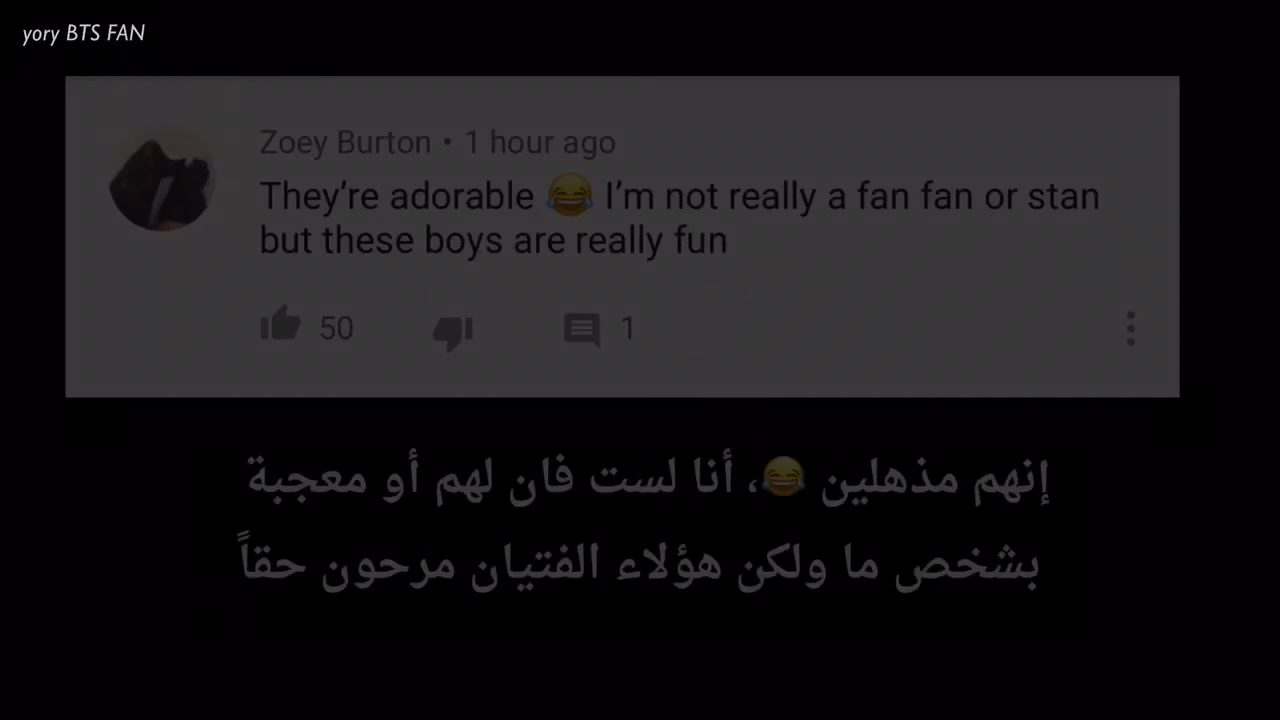 yory BTS FAN
Zoey Burton • 1 hour ago
They’re adorable 😂 I’m not really a fan fan or stan
but these boys are really fun
50 1
إنهم مذهلين 😂، أنا لست فان لهم أو معجبة
بشخص ما ولكن هؤلاء الفتيان مرحون حقاً